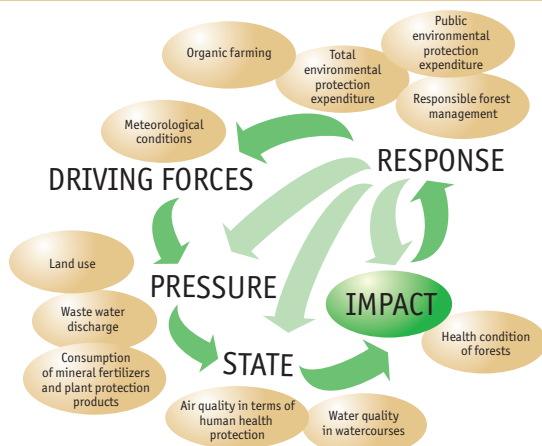 Public
environmental
protection
expenditure
Organic farming
Total
environmental
protection
expenditure
Responsible forest
management
Meteorological
conditions
RESPONSE
DRIVING FORCES
Land use
PRESSURE
IMPACT
Waste water
discharge
Health condition
of forests
Consumption
of mineral fertilizers
and plant protection
products
STATE
Air quality in terms of
human health
protection
Water quality
in watercourses